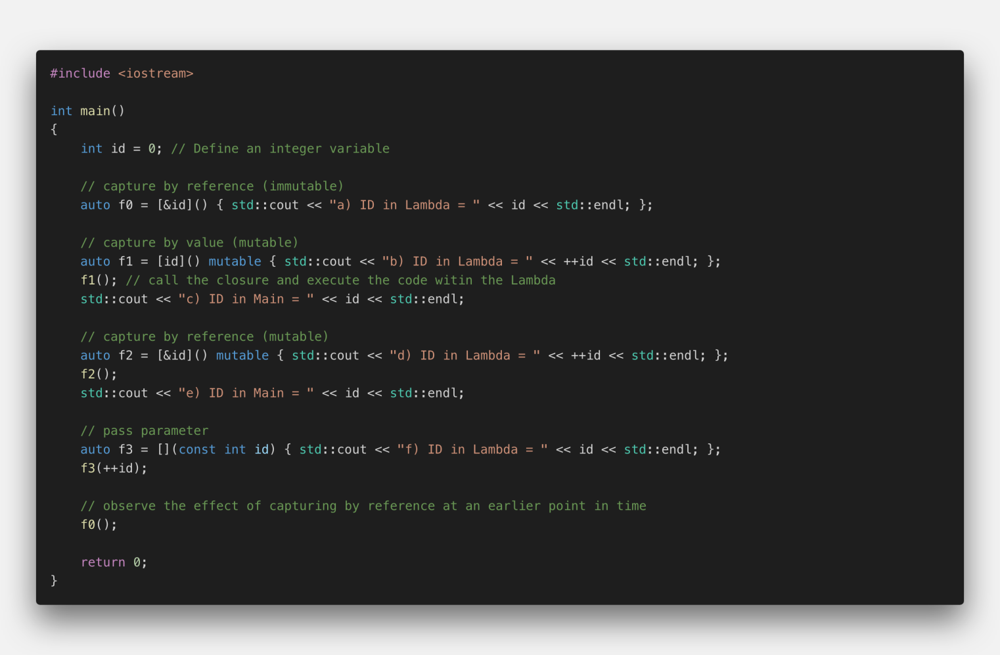 #include <iostream>

int main()
{
    int id = 0; // Define an integer variable

    // capture by reference (immutable)
    auto f0 = [&id]() { std::cout << "a) ID in Lambda = " << id << std::endl; };

    // capture by value (mutable)
    auto f1 = [id]() mutable { std::cout << "b) ID in Lambda = " << ++id << std::endl; };
    f1(); // call the closure and execute the code witin the Lambda
    std::cout << "c) ID in Main = " << id << std::endl;

    // capture by reference (mutable)
    auto f2 = [&id]() mutable { std::cout << "d) ID in Lambda = " << ++id << std::endl; };
    f2();
    std::cout << "e) ID in Main = " << id << std::endl;

    // pass parameter
    auto f3 = [](const int id) { std::cout << "f) ID in Lambda = " << id << std::endl; };
    f3(++id);

    // observe the effect of capturing by reference at an earlier point in time
    f0();

    return 0;
}